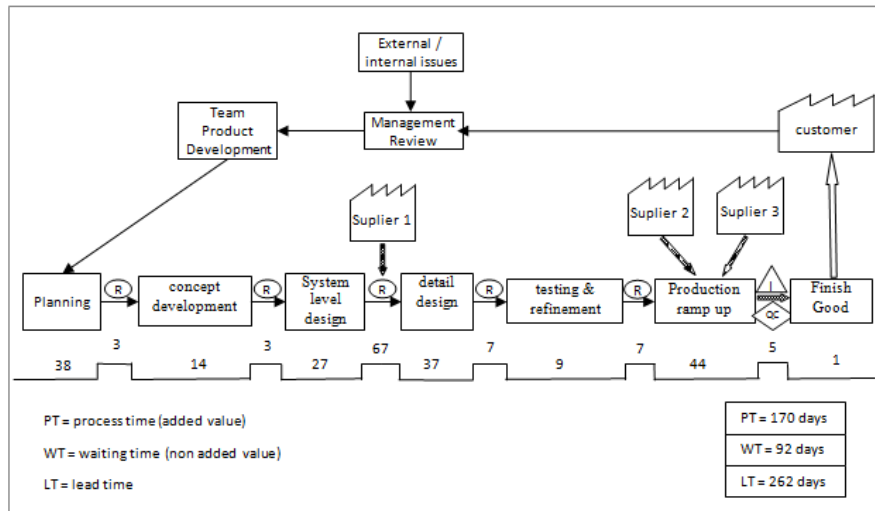 External /
internal issues
Team
Product
Development
Management
Review
customer
Suplier 1
Suplier 2
Suplier 3
Planning
R
concept
development
R
System
level
design
R
detail
design
R
testing &
refinement
R
Production
ramp up
I
QC
Finish
Good
3
3
67
7
7
5
38
14
27
37
9
44
1
PT = process time (added value)
WT = waiting time (non added value)
LT = lead time
PT = 170 days
WT = 92 days
LT = 262 days